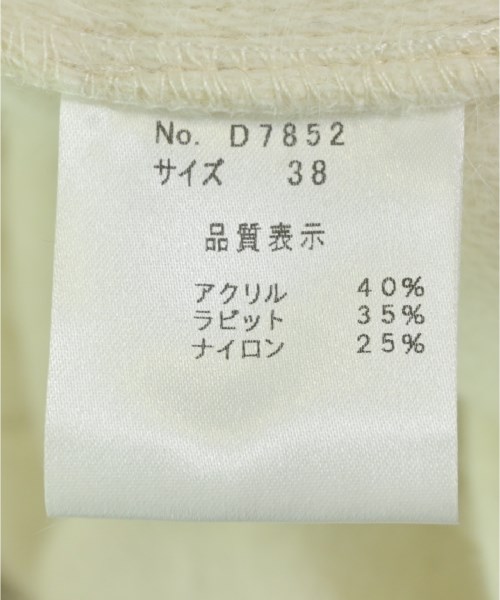 No. D7852
サイズ 38
品質表示
アクリル 40%
ラビット 35%
ナイロン 25%